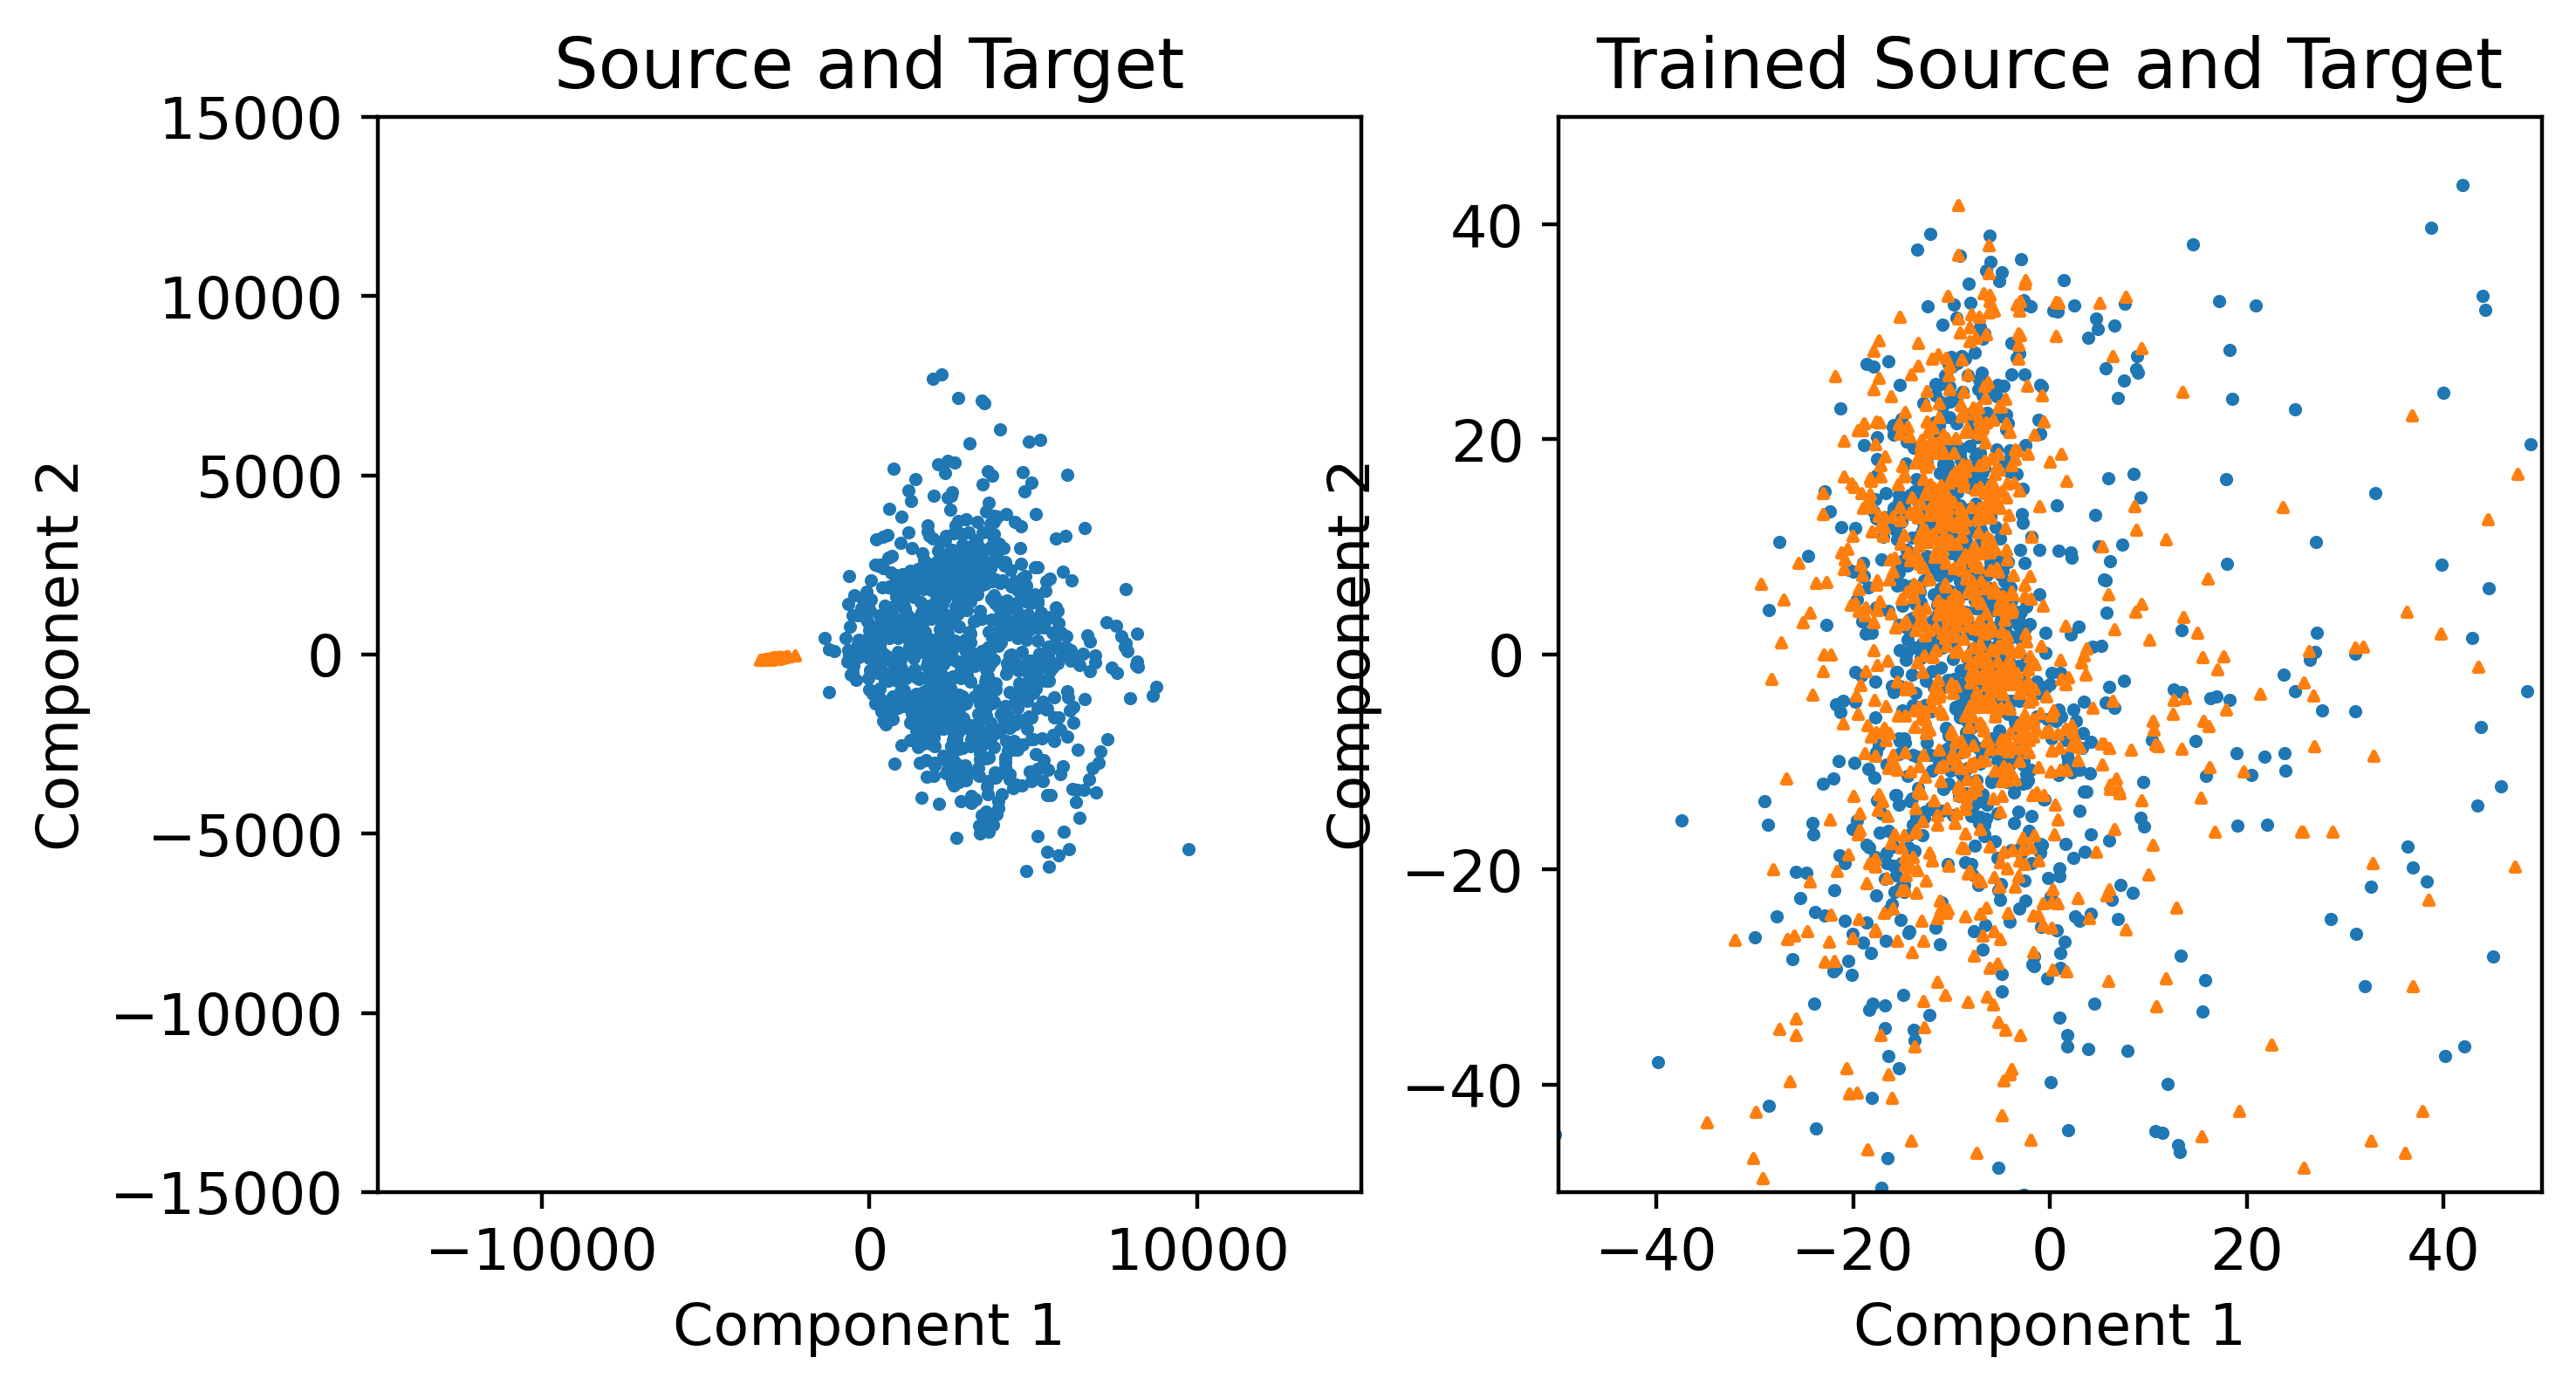 Source and Target
15000
10000
5000
0
−5000
−10000
−15000
Component 2
−10000 0 10000
Component 1
Trained Source and Target
40
20
0
−20
−40
Component 2
−40 −20 0 20 40
Component 1